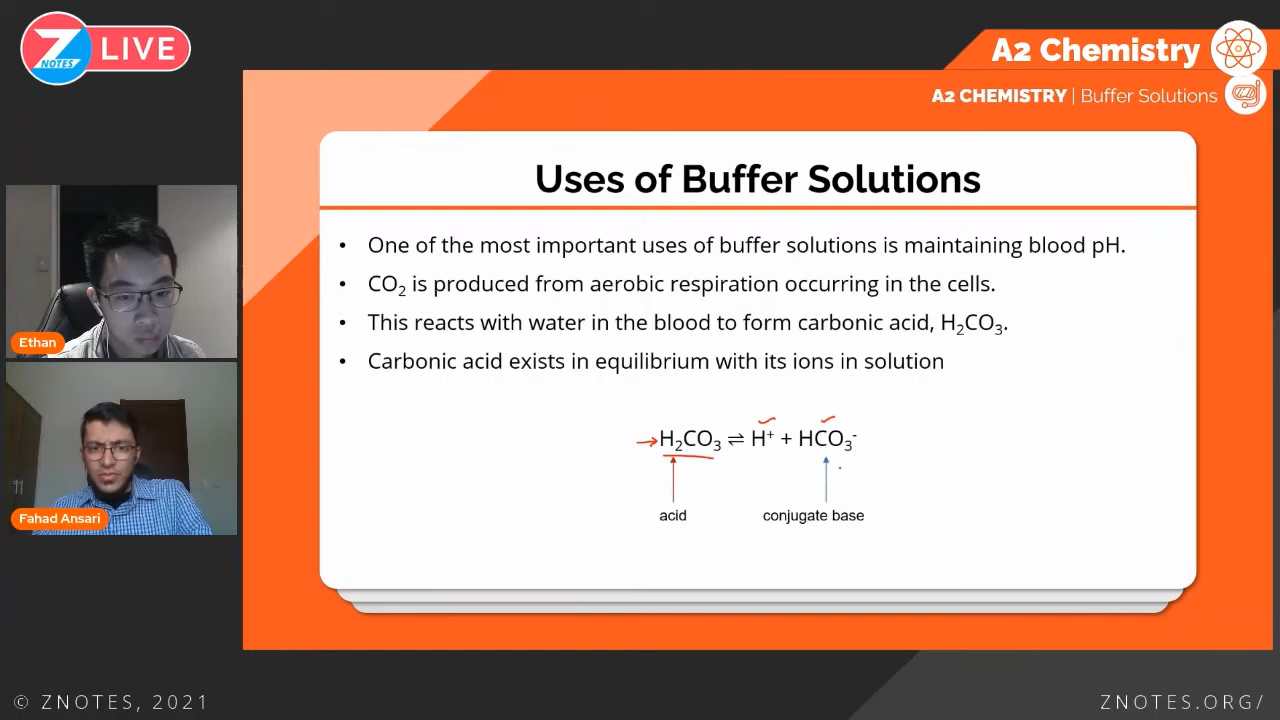 Z NOTES LIVE
A2 Chemistry
A2 CHEMISTRY | Buffer Solutions
Uses of Buffer Solutions
• One of the most important uses of buffer solutions is maintaining blood pH.
• CO₂ is produced from aerobic respiration occurring in the cells.
• This reacts with water in the blood to form carbonic acid, H₂CO₃.
• Carbonic acid exists in equilibrium with its ions in solution
H₂CO₃ ⇌ H⁺ + HCO₃⁻
acid conjugate base
Ethan
Fahad Ansari
© ZNOTES, 2021
ZNOTES.ORG/